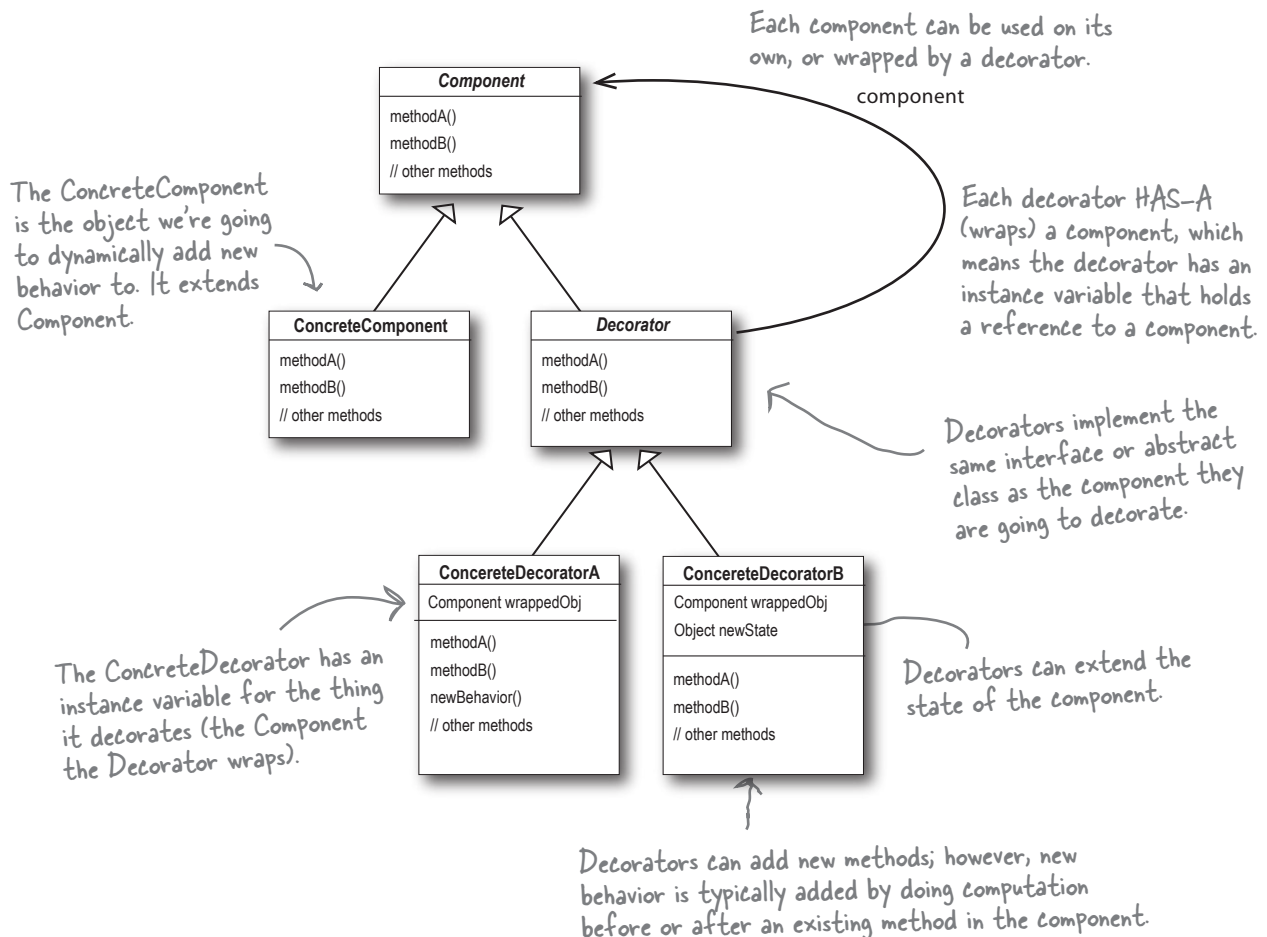 Each component can be used on its
own, or wrapped by a decorator.
component
Component
methodA()
methodB()
// other methods
The ConcreteComponent
is the object we're going
to dynamically add new
behavior to. It extends
Component.
Each decorator HAS-A
(wraps) a component, which
means the decorator has an
instance variable that holds
a reference to a component.
ConcreteComponent
methodA()
methodB()
// other methods
Decorator
methodA()
methodB()
// other methods
Decorators implement the
same interface or abstract
class as the component they
are going to decorate.
ConcereteDecoratorA
Component wrappedObj
methodA()
methodB()
newBehavior()
// other methods
ConcereteDecoratorB
Component wrappedObj
Object newState
methodA()
methodB()
// other methods
The ConcreteDecorator has an
instance variable for the thing
it decorates (the Component
the Decorator wraps).
Decorators can extend the
state of the component.
Decorators can add new methods; however, new
behavior is typically added by doing computation
before or after an existing method in the component.